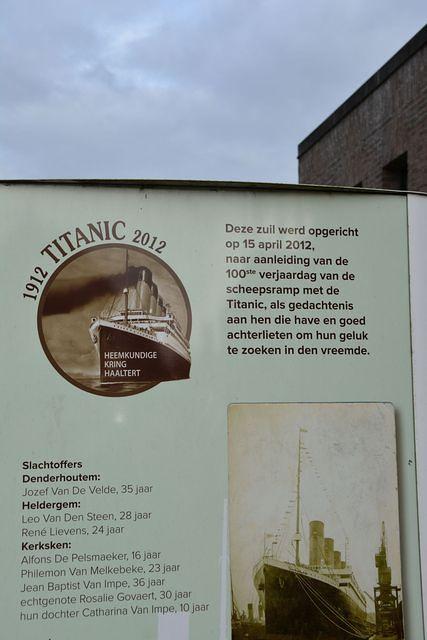 1912 TITANIC 2012
HEEMKUNDIGE
KRING
HAALTERT
Deze zuil werd opgericht
op 15 april 2012,
naar aanleiding van de
100ste verjaardag van de
scheepsramp met de
Titanic, als gedachtenis
aan hen die have en goed
achterlieten om hun geluk
te zoeken in den vreemde.
Slachtoffers
Denderhoutem:
Jozef Van De Velde, 35 jaar
Heldergem:
Leo Van Den Steen, 28 jaar
René Lievens, 24 jaar
Kerksken:
Alfons De Pelsmaeker, 16 jaar
Philemon Van Melkebeke, 23 jaar
Jean Baptist Van Impe, 36 jaar
echtgenote Rosalie Govaert, 30 jaar
hun dochter Catharina Van Impe, 10 jaar